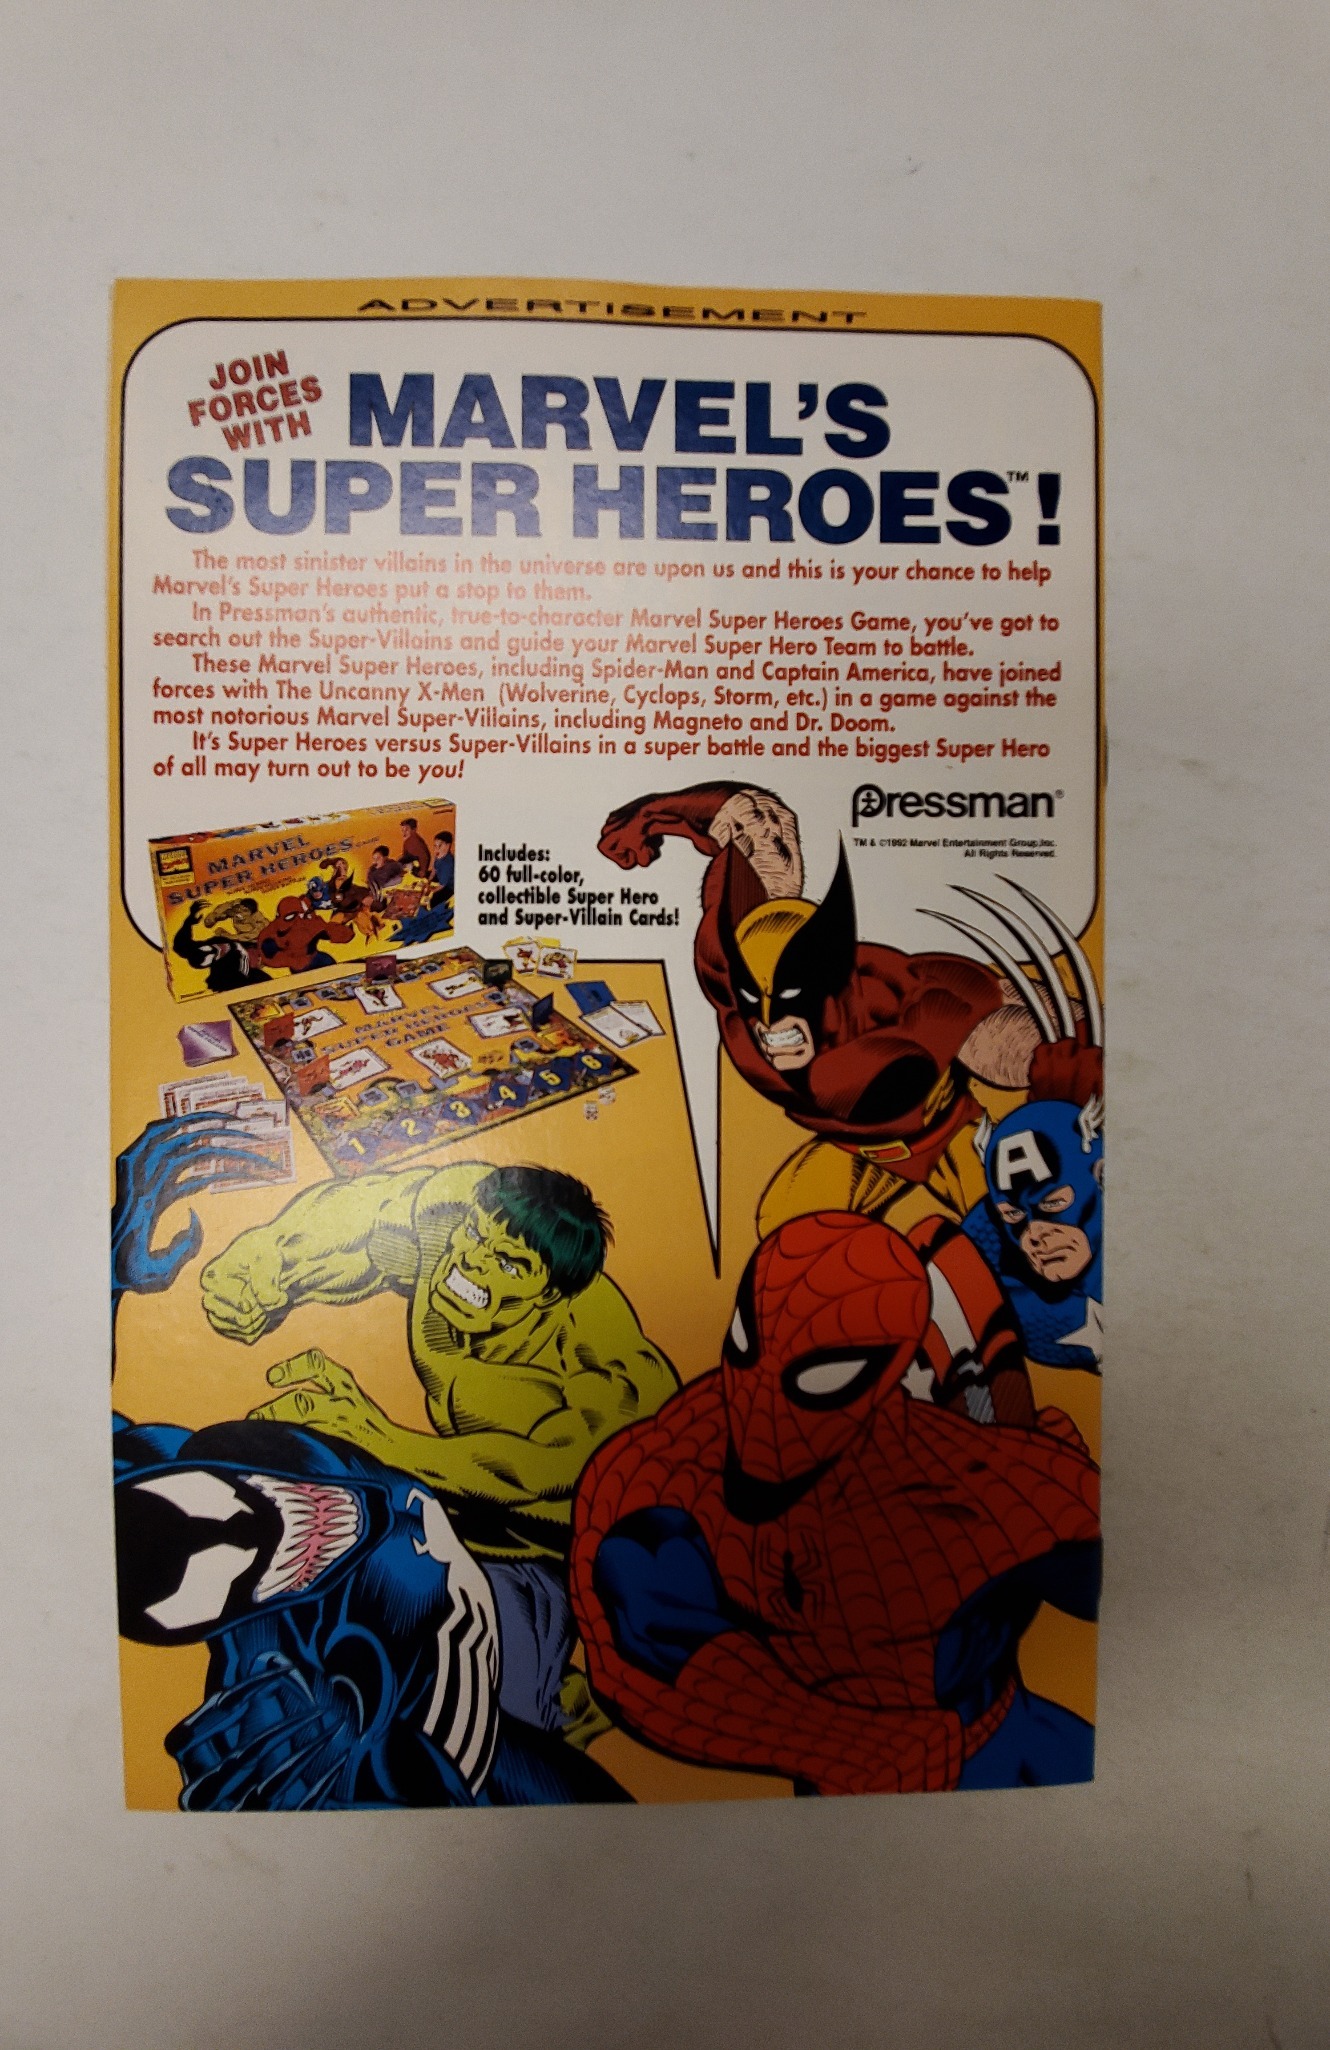 ADVERTISEMENT
JOIN
FORCES
WITH
MARVEL'S
SUPER HEROES™!
The most sinister villains in the universe are upon us and this is your chance to help
Marvel's Super Heroes put a stop to them.
In Pressman's authentic, true-to-character Marvel Super Heroes Game, you've got to
search out the Super-Villains and guide your Marvel Super Hero Team to battle.
These Marvel Super Heroes, including Spider-Man and Captain America, have joined
forces with The Uncanny X-Men (Wolverine, Cyclops, Storm, etc.) in a game against the
most notorious Marvel Super-Villains, including Magneto and Dr. Doom.
It's Super Heroes versus Super-Villains in a super battle and the biggest Super Hero
of all may turn out to be you!
Pressman®
TM & ©1992 Marvel Entertainment Group, Inc.
All Rights Reserved.
MARVEL
SUPER HEROES
GAME
Includes:
60 full-color,
collectible Super Hero
and Super-Villain Cards!
MARVEL
SUPER HEROES
GAME
1 2 3 4 5 6
A